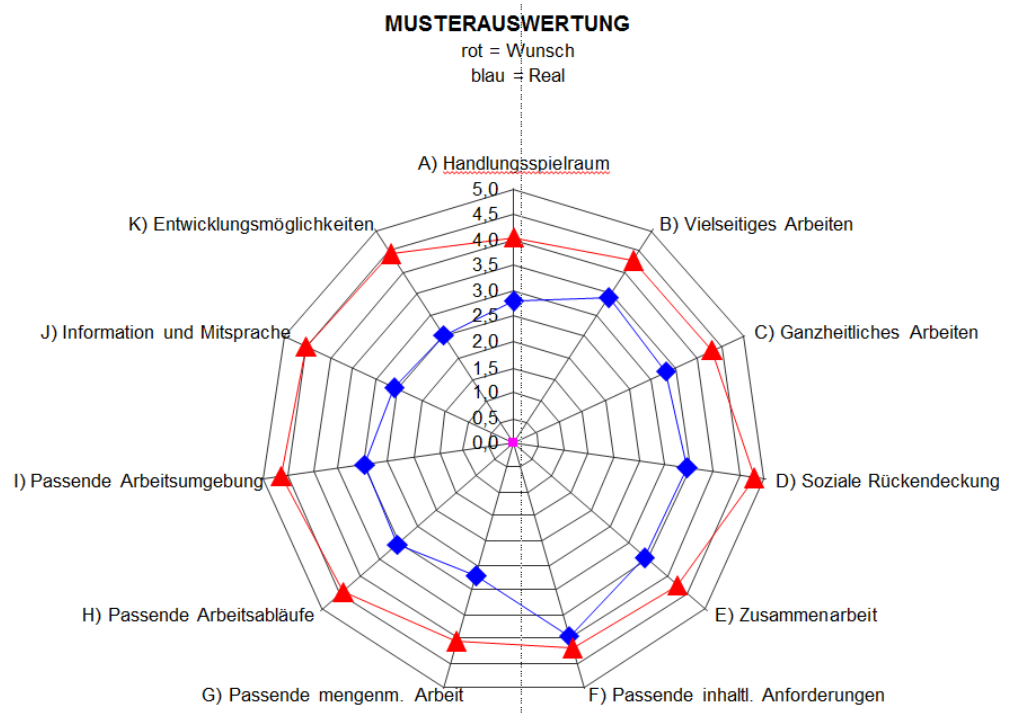 MUSTERAUSWERTUNG
rot = Wunsch
blau = Real
A) Handlungsspielraum
K) Entwicklungsmöglichkeiten
B) Vielseitiges Arbeiten
J) Information und Mitsprache
C) Ganzheitliches Arbeiten
I) Passende Arbeitsumgebung
D) Soziale Rückendeckung
H) Passende Arbeitsabläufe
E) Zusammenarbeit
G) Passende mengenm. Arbeit
F) Passende inhaltl. Anforderungen
5,0
4,5
4,0
3,5
3,0
2,5
2,0
1,5
1,0
0,5
0,0